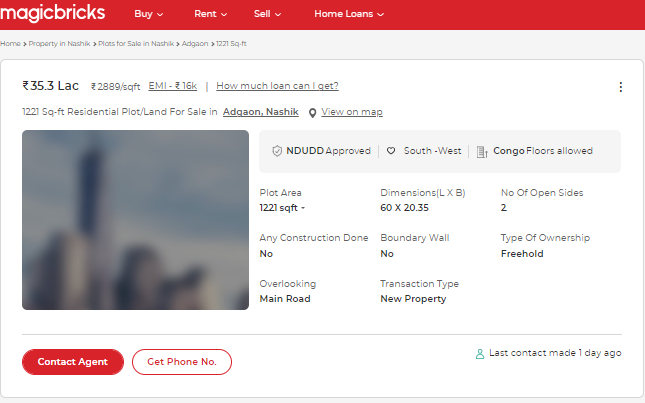 magicbricks Buy Rent Sell Home Loans
Home > Property in Nashik > Plots for Sale in Nashik > Adgaon > 1221 Sq-ft
₹35.3 Lac ₹2889/sqft EMI - ₹ 16k | How much loan can I get?
1221 Sq-ft Residential Plot/Land For Sale in Adgaon, Nashik View on map
NDUDD Approved South -West Congo Floors allowed
Plot Area Dimensions(L X B) No Of Open Sides
1221 sqft 60 X 20.35 2
Any Construction Done Boundary Wall Type Of Ownership
No No Freehold
Overlooking Transaction Type
Main Road New Property
Contact Agent Get Phone No. Last contact made 1 day ago